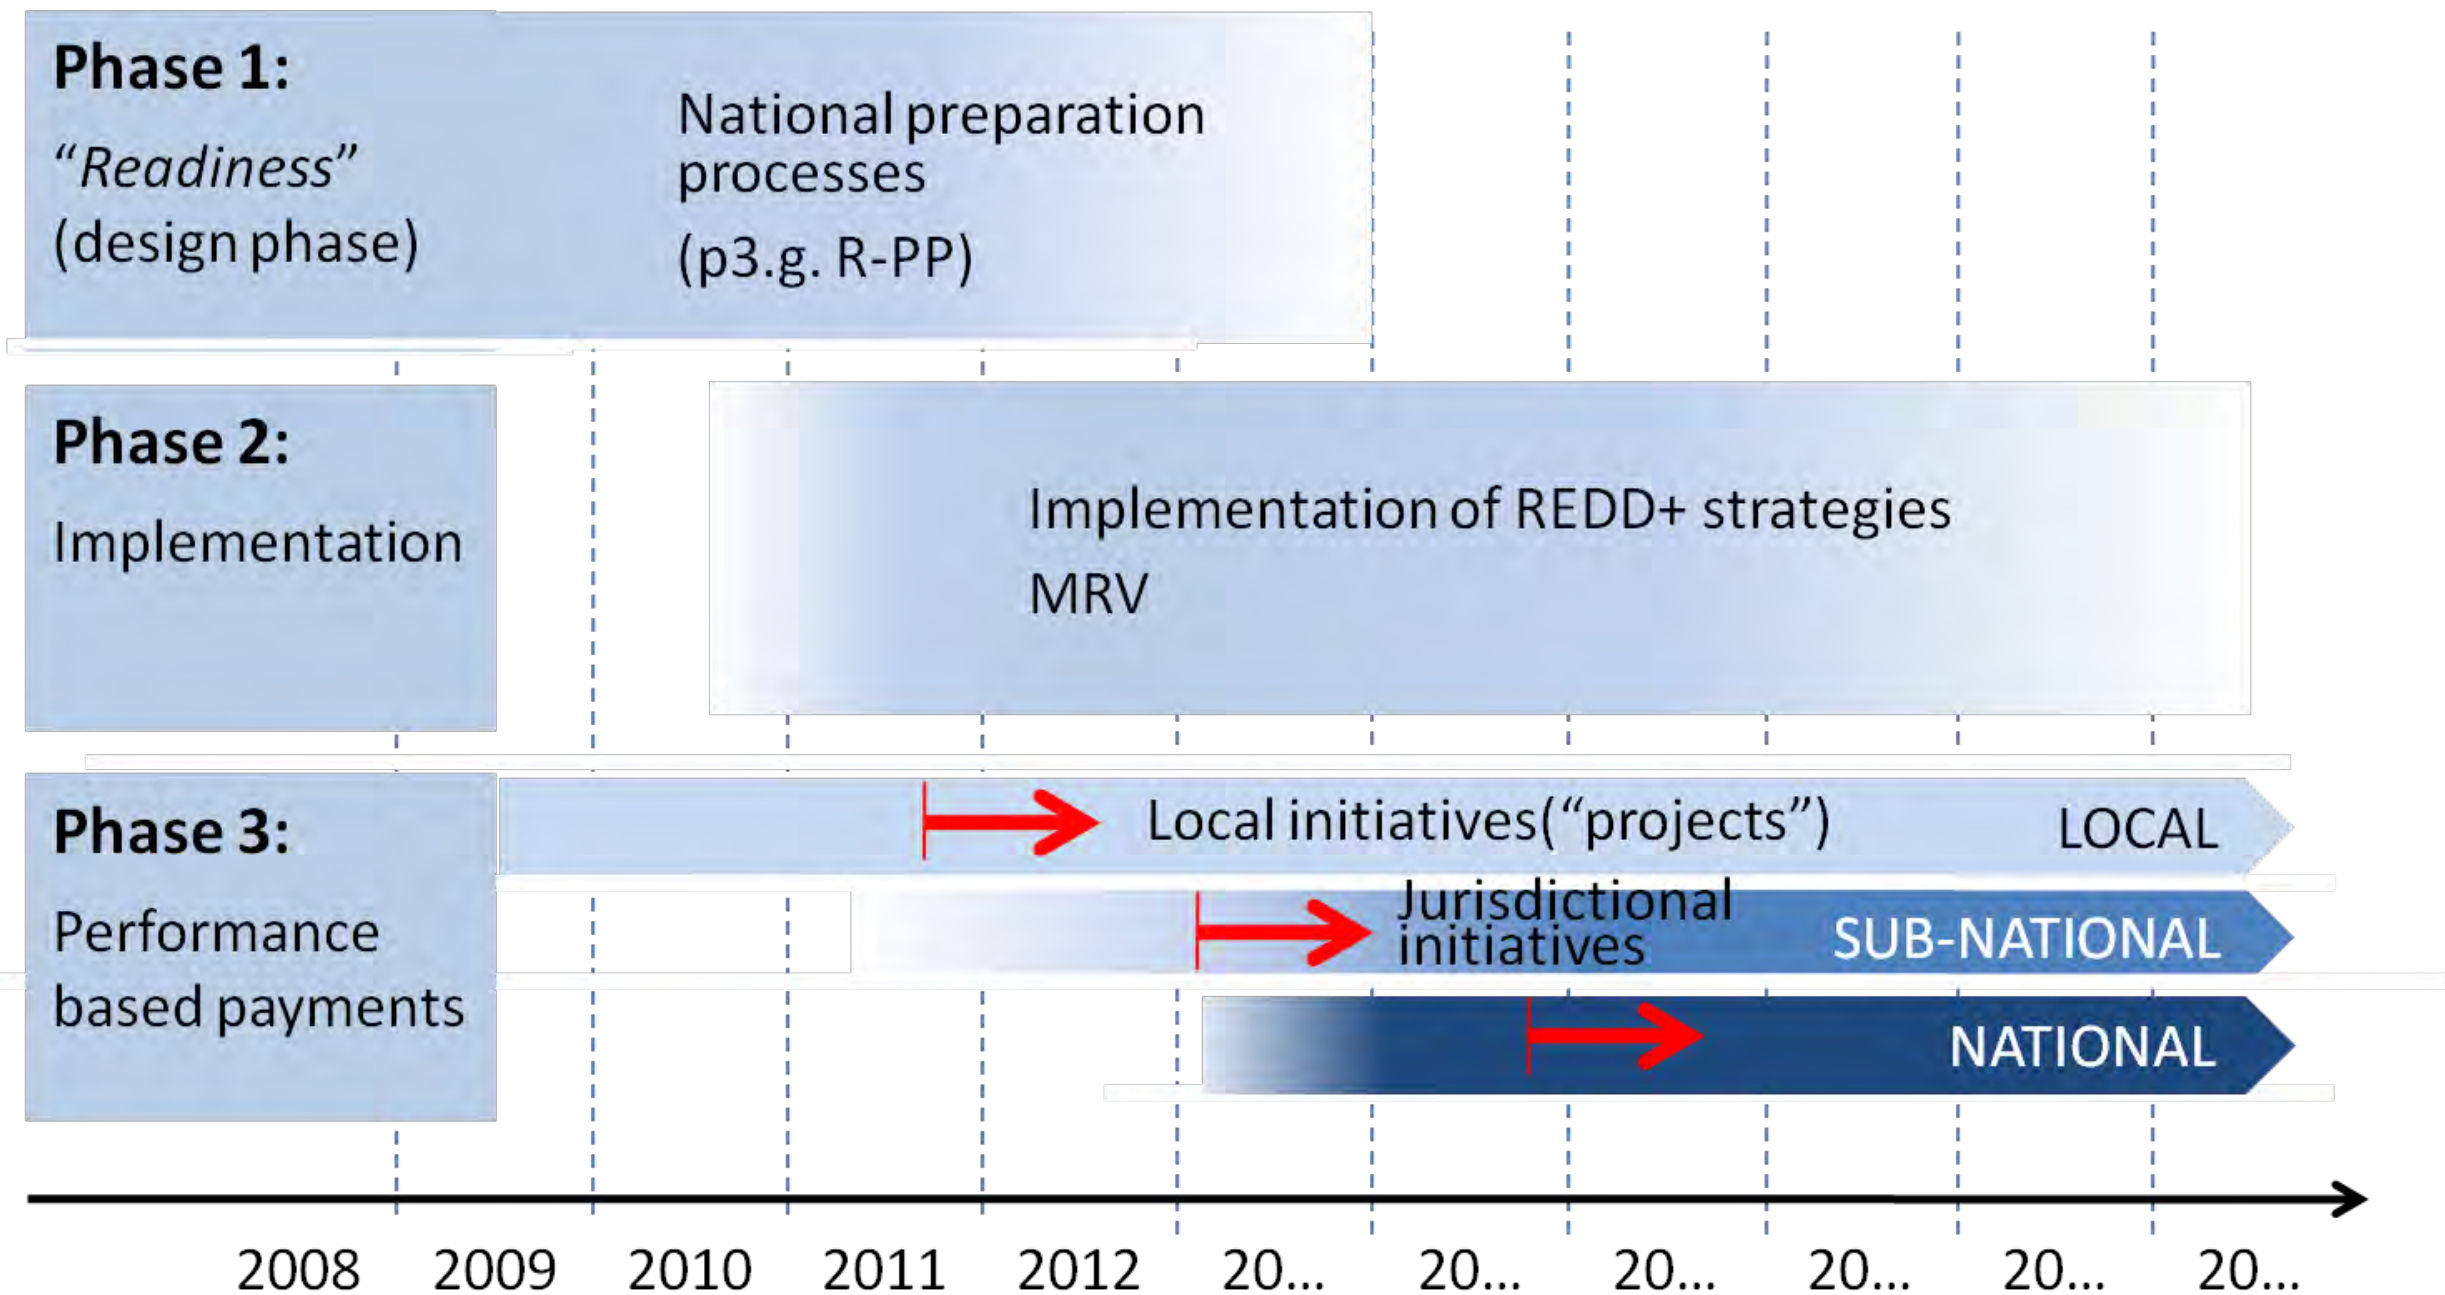 Phase 1:
“Readiness”
(design phase)
National preparation
processes
(p3.g. R-PP)
Phase 2:
Implementation
Implementation of REDD+ strategies
MRV
Phase 3:
Performance
based payments
Local initiatives(“projects”)
LOCAL
Jurisdictional
initiatives
SUB-NATIONAL
NATIONAL
2008 2009 2010 2011 2012 20... 20... 20... 20... 20... 20...